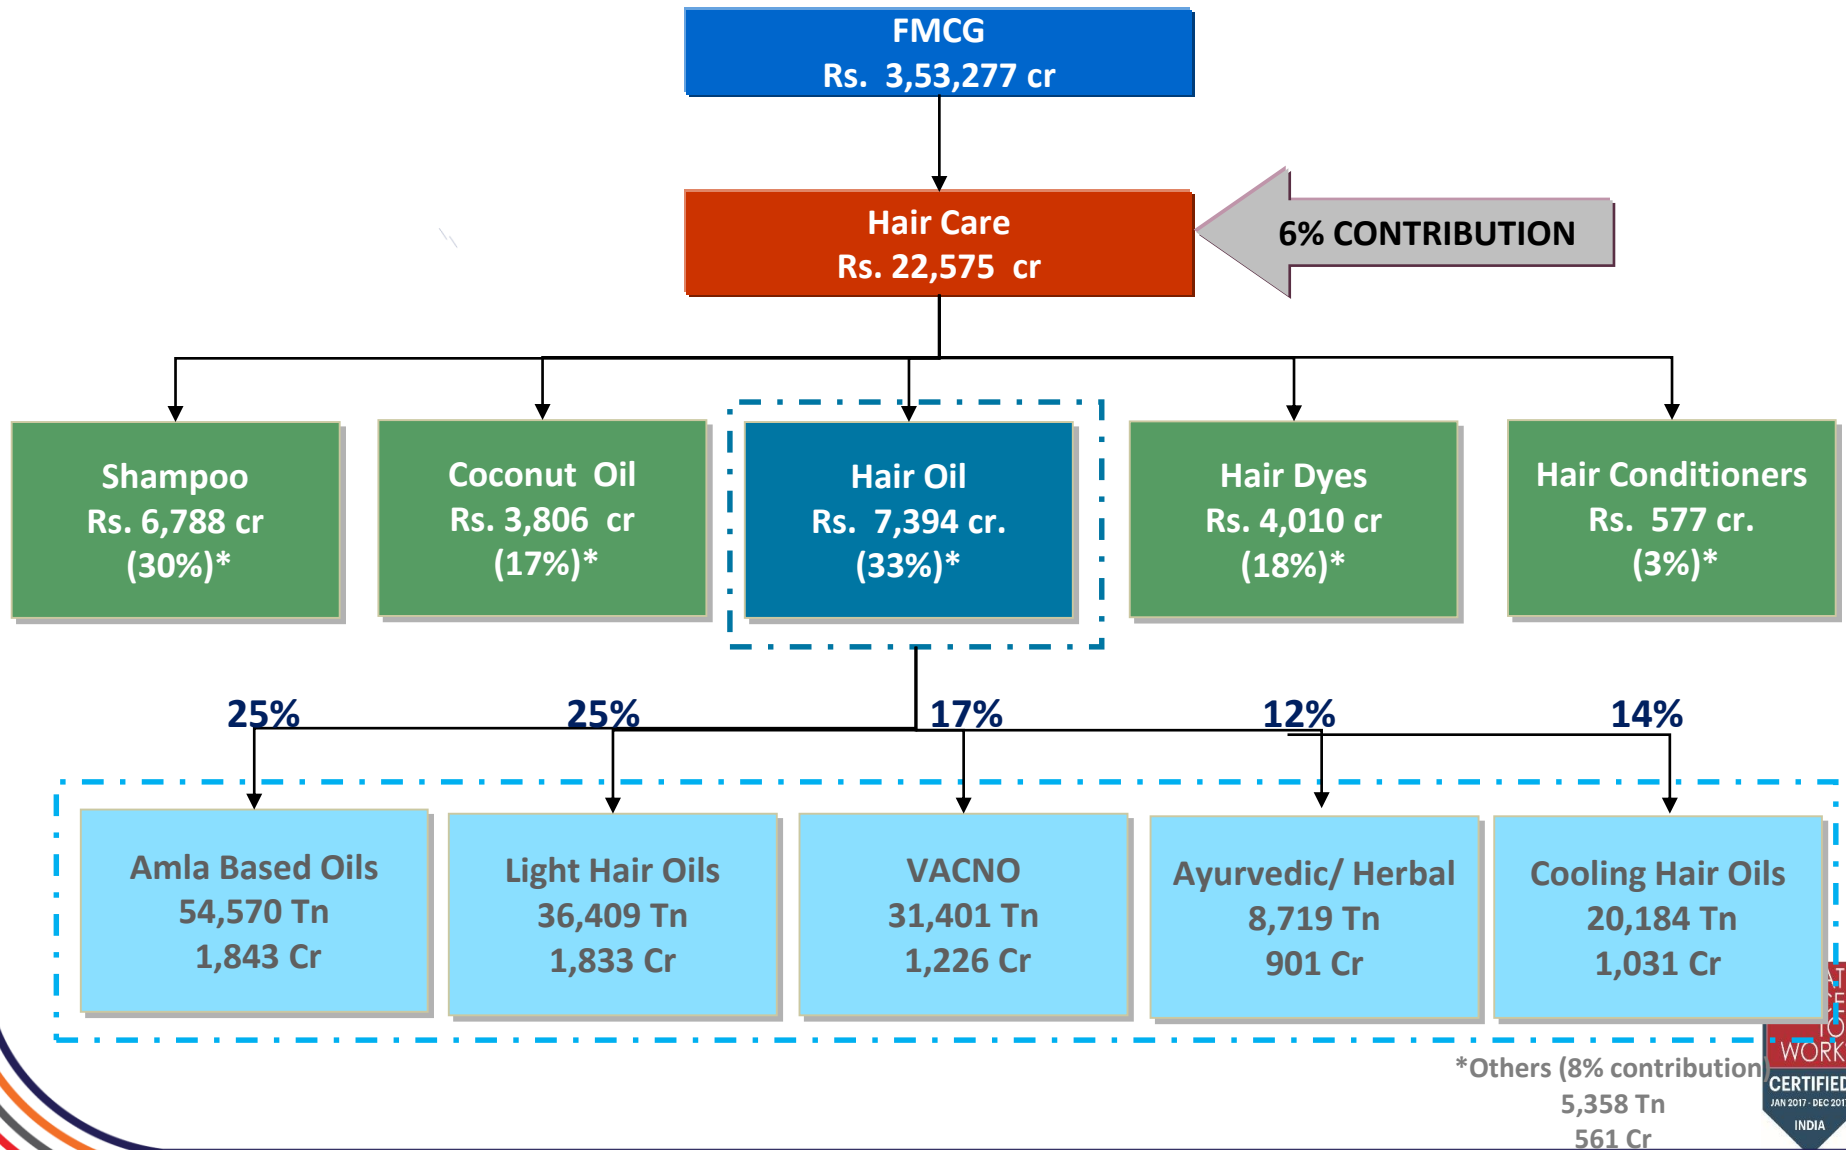 FMCG
Rs. 3,53,277 cr
Hair Care
Rs. 22,575 cr
6% CONTRIBUTION
Shampoo
Rs. 6,788 cr
(30%)*
Coconut Oil
Rs. 3,806 cr
(17%)*
Hair Oil
Rs. 7,394 cr.
(33%)*
Hair Dyes
Rs. 4,010 cr
(18%)*
Hair Conditioners
Rs. 577 cr.
(3%)*
25%
25%
17%
12%
14%
Amla Based Oils
54,570 Tn
1,843 Cr
Light Hair Oils
36,409 Tn
1,833 Cr
VACNO
31,401 Tn
1,226 Cr
Ayurvedic/ Herbal
8,719 Tn
901 Cr
Cooling Hair Oils
20,184 Tn
1,031 Cr
*Others (8% contribution)
5,358 Tn
561 Cr
WORK
CERTIFIED
JAN 2017 - DEC 2017
INDIA